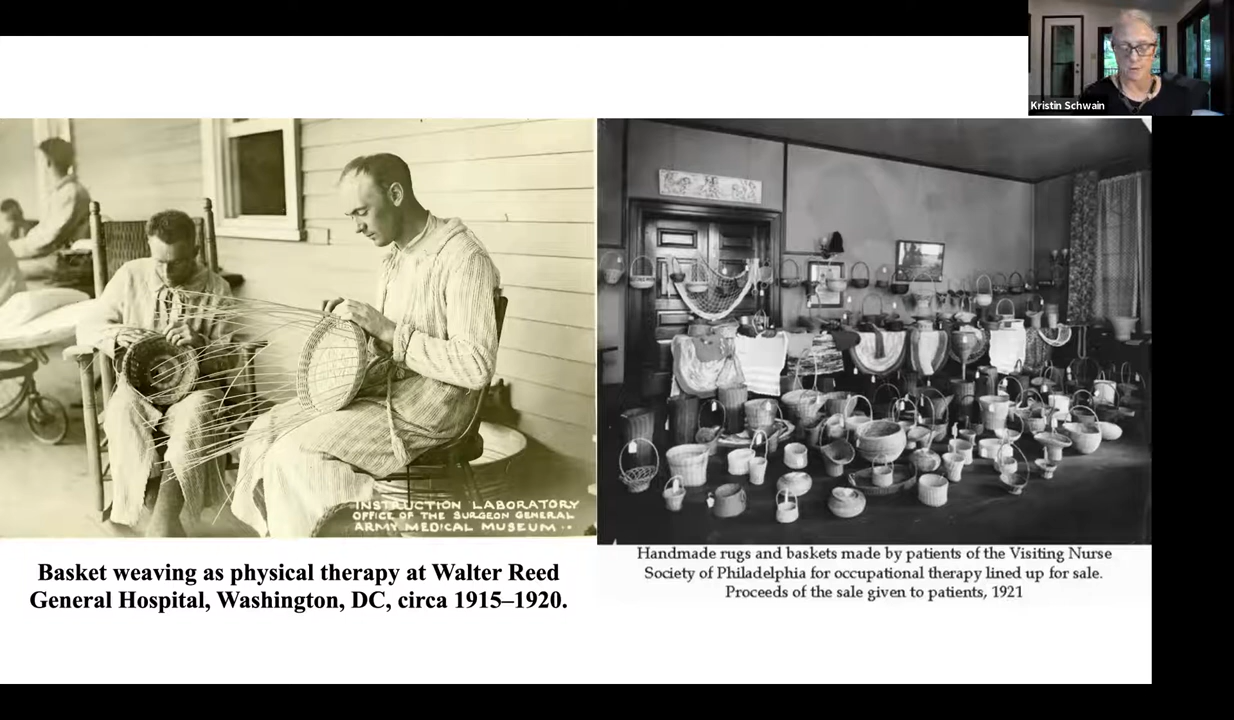 Kristin Schwain
INSTRUCTION LABORATORY
OFFICE OF THE SURGEON GENERAL
ARMY MEDICAL MUSEUM
Basket weaving as physical therapy at Walter Reed
General Hospital, Washington, DC, circa 1915–1920.
Handmade rugs and baskets made by patients of the Visiting Nurse
Society of Philadelphia for occupational therapy lined up for sale.
Proceeds of the sale given to patients, 1921